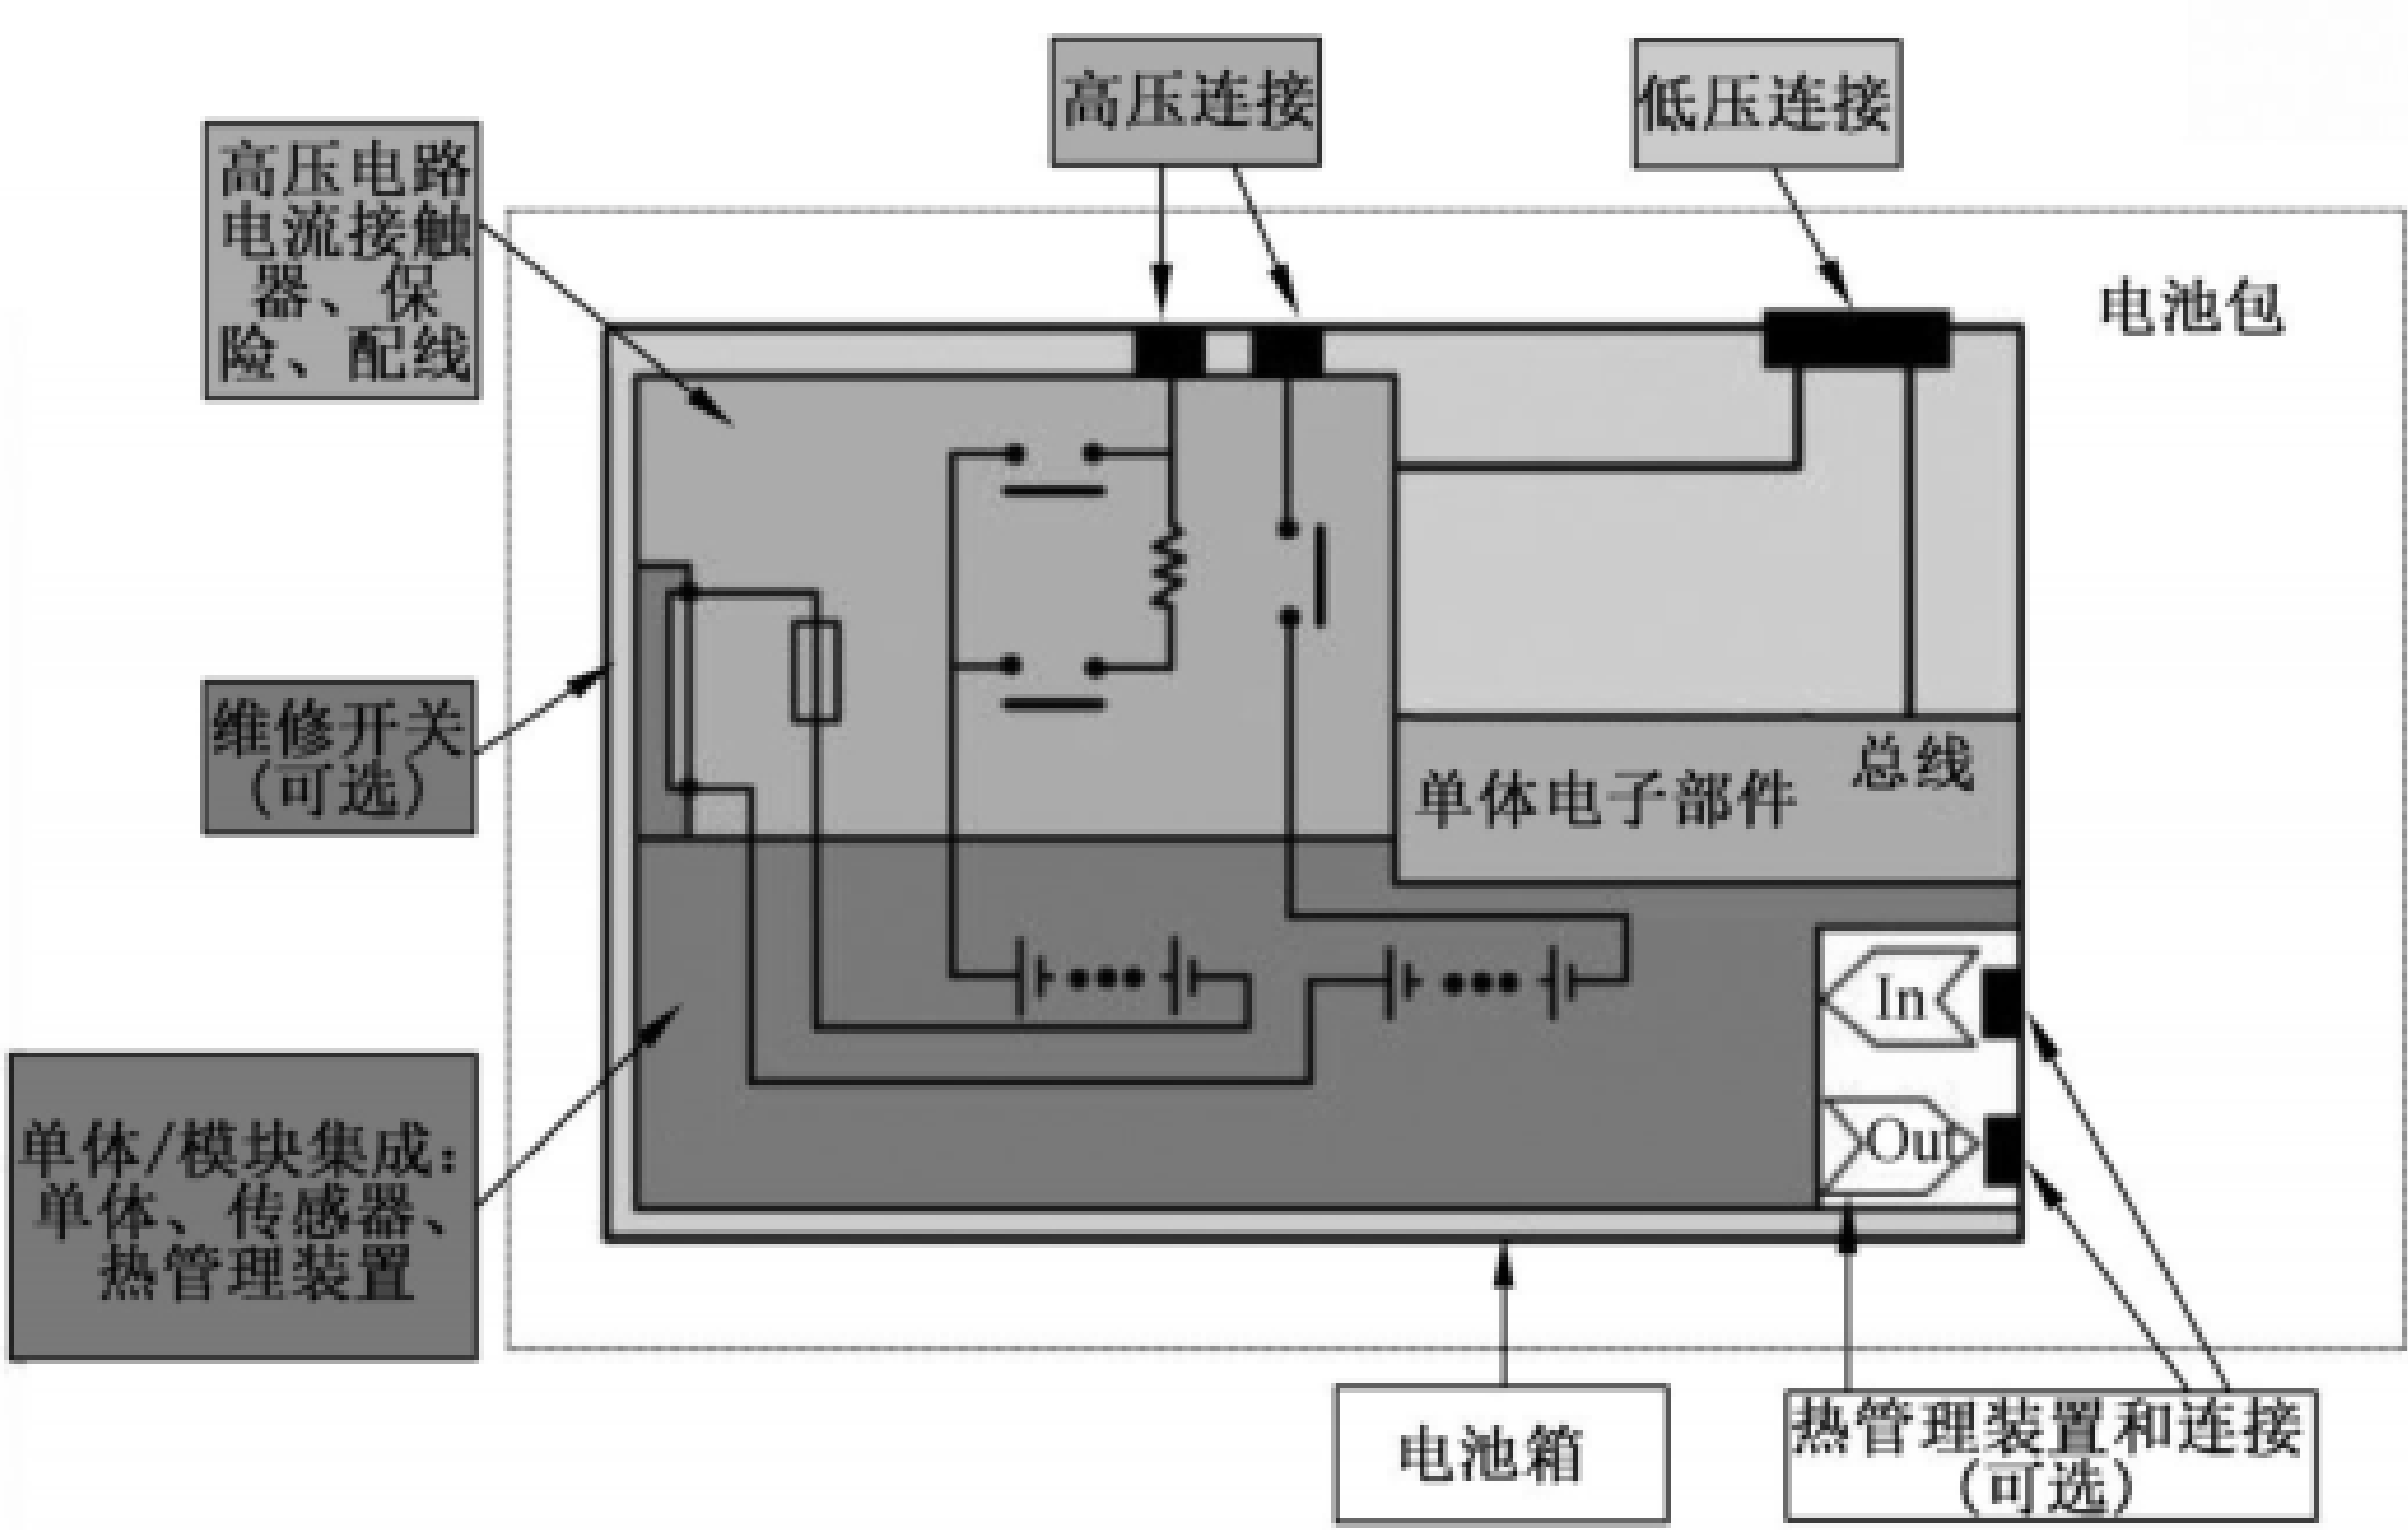 高压连接
低压连接
高压电路
电流接触
器、保
险、配线
电池包
维修开关
(可选)
总线
单体电子部件
In
Out
单体/模块集成:
单体、传感器、
热管理装置
电池箱
热管理装置和连接
(可选)